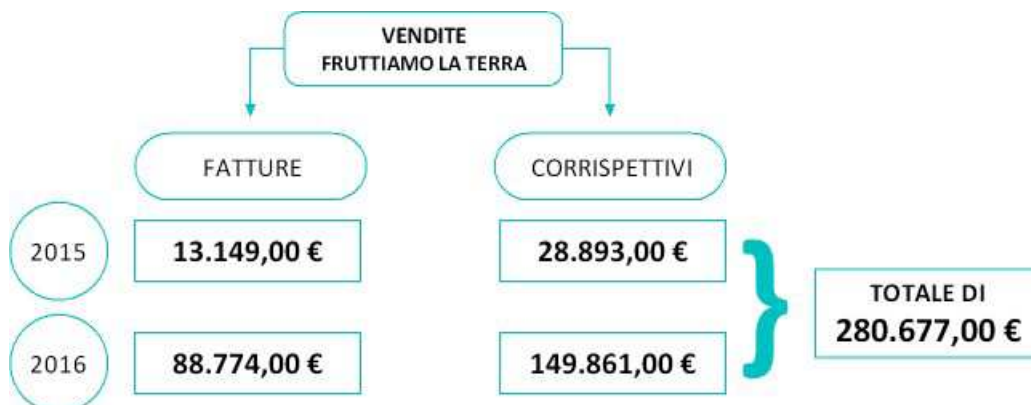 VENDITE
FRUTTIAMO LA TERRA
FATTURE
CORRISPETTIVI
2015
13.149,00 €
28.893,00 €
TOTALE DI
280.677,00 €
2016
88.774,00 €
149.861,00 €